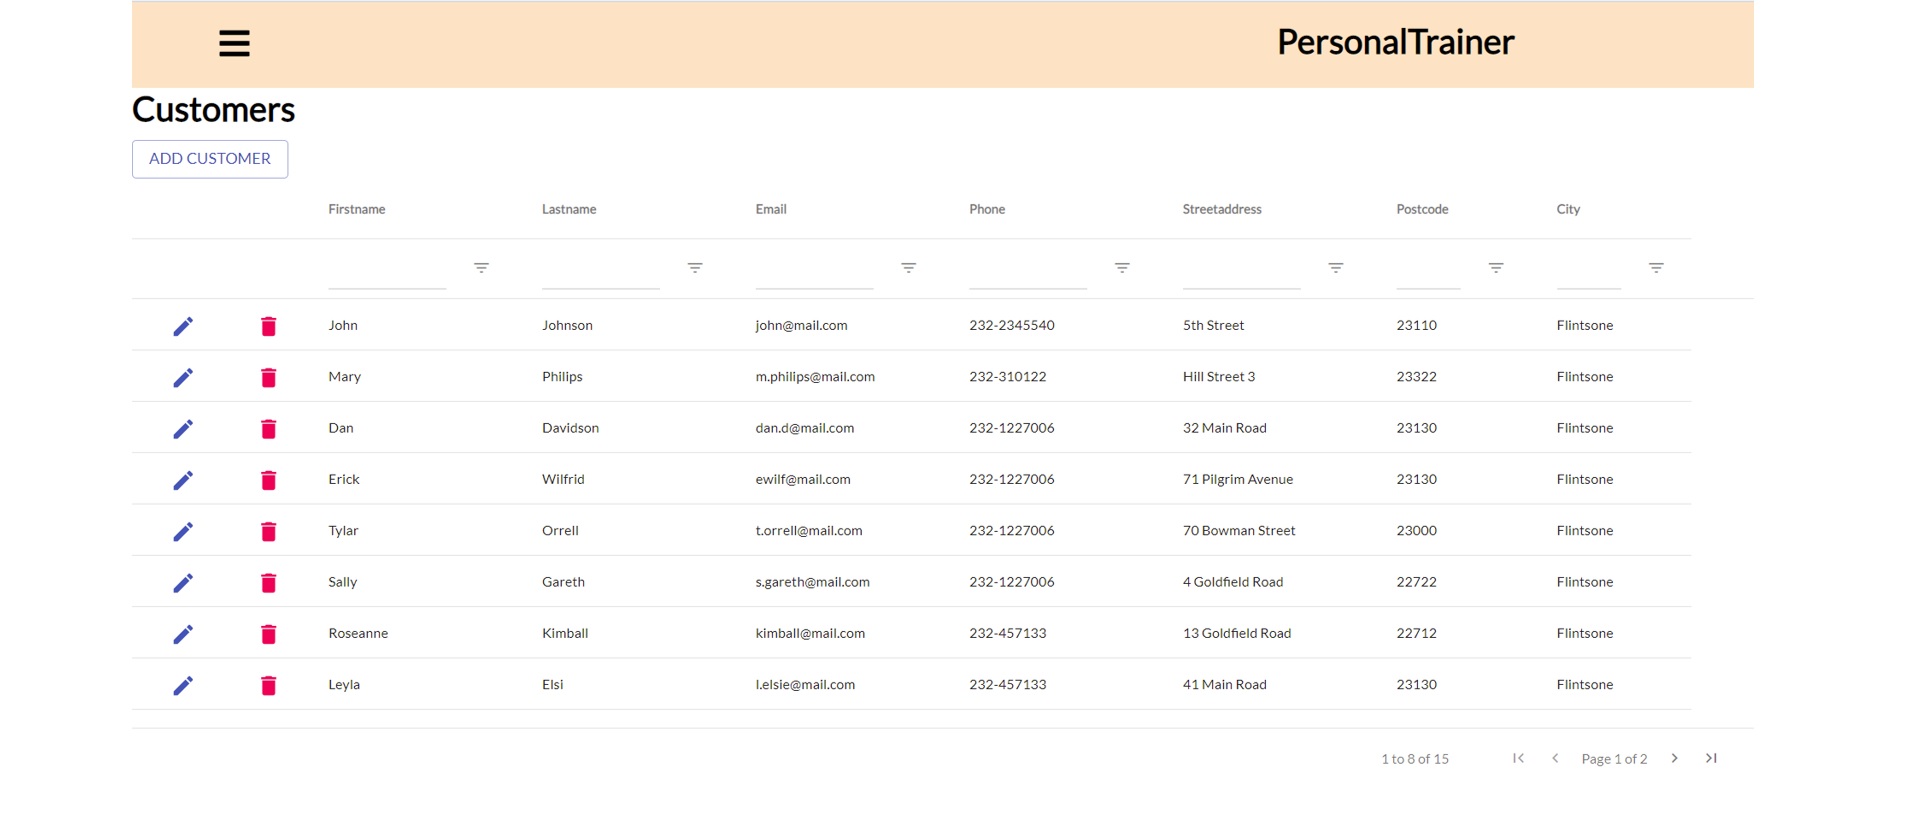 PersonalTrainer
Customers
ADD CUSTOMER
Firstname Lastname Email Phone Streetaddress Postcode City
John Johnson john@mail.com 232-2345540 5th Street 23110 Flintsone
Mary Philips m.philips@mail.com 232-310122 Hill Street 3 23322 Flintsone
Dan Davidson dan.d@mail.com 232-1227006 32 Main Road 23130 Flintsone
Erick Wilfrid ewilf@mail.com 232-1227006 71 Pilgrim Avenue 23130 Flintsone
Tylar Orrell t.orrell@mail.com 232-1227006 70 Bowman Street 23000 Flintsone
Sally Gareth s.gareth@mail.com 232-1227006 4 Goldfield Road 22722 Flintsone
Roseanne Kimball kimball@mail.com 232-457133 13 Goldfield Road 22712 Flintsone
Leyla Elsi l.elsie@mail.com 232-457133 41 Main Road 23130 Flintsone
1 to 8 of 15 Page 1 of 2